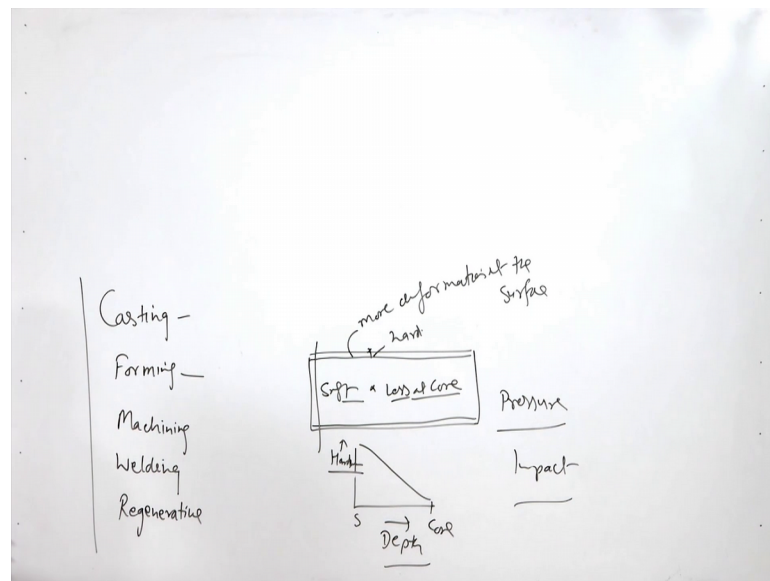 Casting -
Forming -
Machining
Welding
Regenerative
more deformation at the
surface
hard
Soft Less at Core
Hard
S Core
Depth
Pressure
Impact